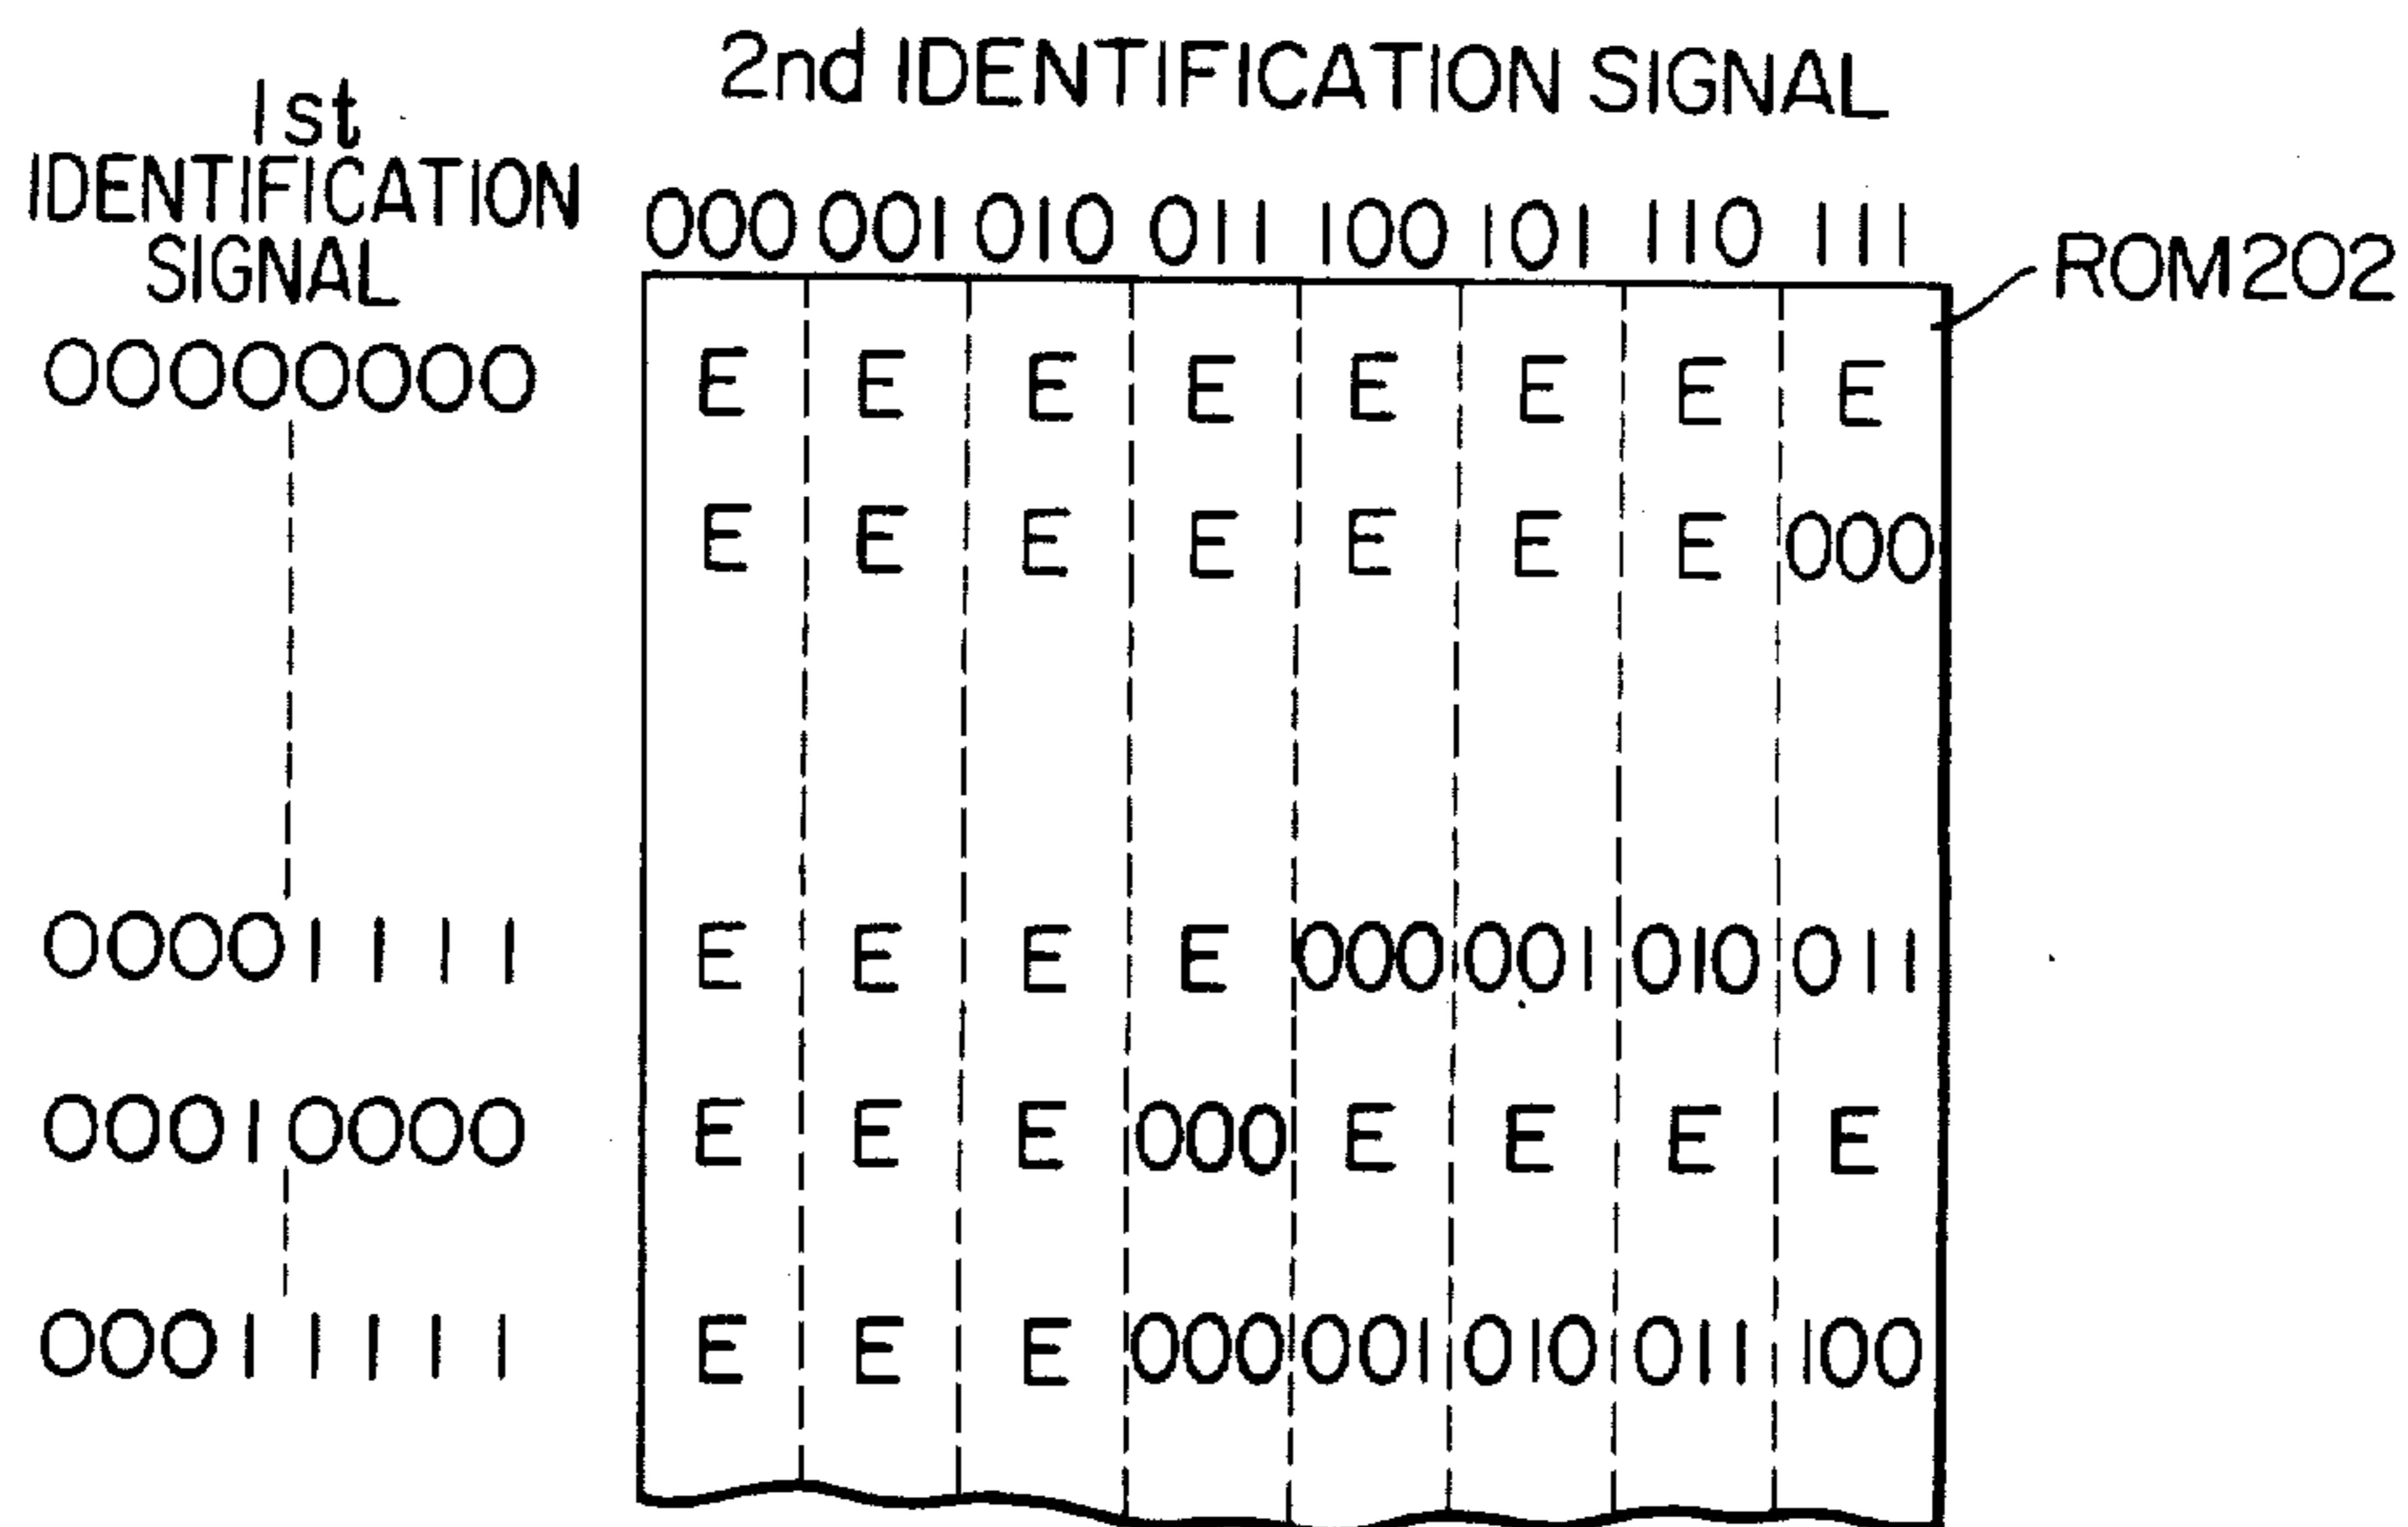 2nd IDENTIFICATION SIGNAL
1st
IDENTIFICATION
SIGNAL
000 001 010 011 100 101 110 111
ROM202
00000000 E E E E E E E E
E E E E E E E 000
00001111 E E E E 000 001 010 011
00010000 E E E 000 E E E E
00011111 E E E 000 001 010 011 100